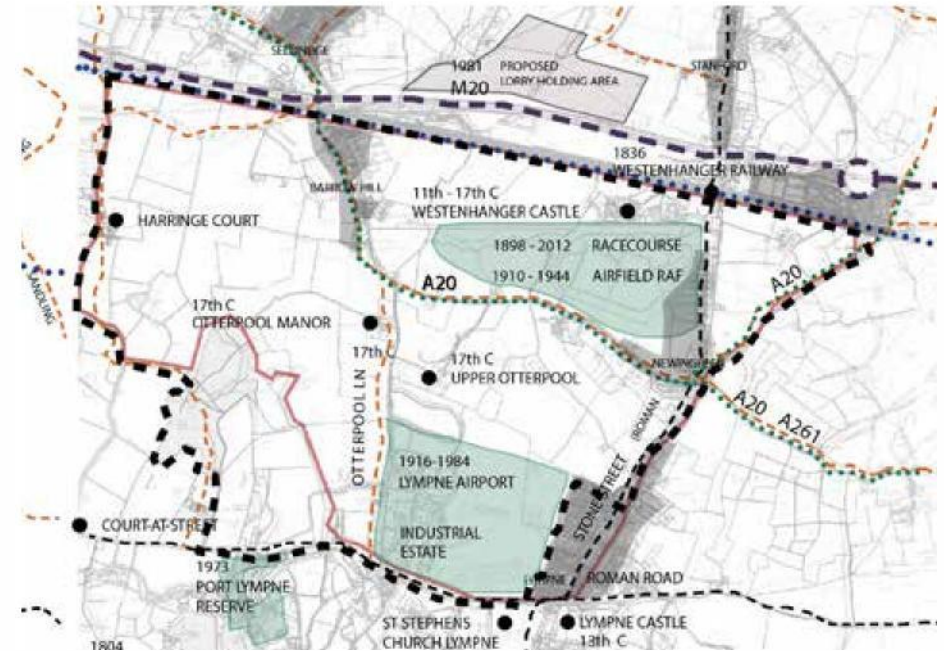 SELLINDGE
1981 PROPOSED
LORRY HOLDING AREA
M20
STANFORD
1836
WESTENHANGER RAILWAY
BARROW HILL
11th - 17th C
WESTENHANGER CASTLE
HARRINGE COURT
1898 - 2012 RACECOURSE
1910 - 1944 AIRFIELD RAF
A20
A20
17th C
OTTERPOOL MANOR
LANDLING
17th C
17th C
UPPER OTTERPOOL
NEWINGREEN
OTTERPOOL LN
A20 A261
(ROMAN
STONE STREET
1916-1984
LYMPNE AIRPORT
INDUSTRIAL
ESTATE
COURT-AT-STREET
1973
PORT LYMPNE
RESERVE
LYMPNE
ROMAN ROAD
ST STEPHENS
CHURCH LYMPNE
LYMPNE CASTLE
13th C
1804